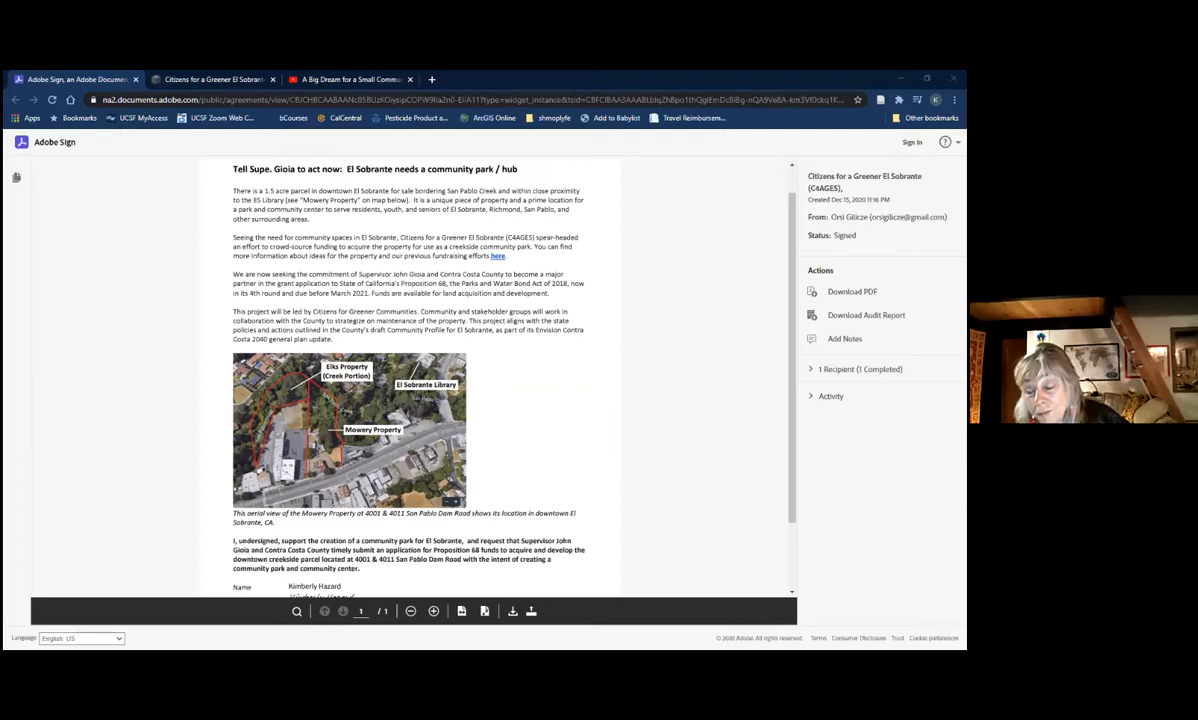 Adobe Sign, an Adobe Documen
Citizens for a Greener El Sobrant
A Big Dream for a Small Commu
Apps
Bookmarks
UCSF MyAccess
UCSF Zoom Web C...
bCourses
CalCentral
Pesticide Product a...
ArcGIS Online
shmoplyfe
Add to Babylist
Travel Reimbursem...
Other bookmarks
Adobe Sign
Sign In
Tell Supe. Gioia to act now: El Sobrante needs a community park / hub
There is a 1.5 acre parcel in downtown El Sobrante for sale bordering San Pablo Creek and within close proximity
to the ES Library (see "Mowery Property" on map below). It is a unique piece of property and a prime location for
a park and community center to serve residents, youth, and seniors of El Sobrante, Richmond, San Pablo, and
other surrounding areas.
Seeing the need for community spaces in El Sobrante, Citizens for a Greener El Sobrante (C4AGES) spear-headed
an effort to crowd-source funding to acquire the property for use as a creekside community park. You can find
more information about ideas for the property and our previous fundraising efforts here.
We are now seeking the commitment of Supervisor John Gioia and Contra Costa County to become a major
partner in the grant application to State of California's Proposition 68, the Parks and Water Bond Act of 2018, now
in its 4th round and due before March 2021. Funds are available for land acquisition and development.
This project will be led by Citizens for Greener Communities. Community and stakeholder groups will work in
collaboration with the County to strategize on maintenance of the property. This project aligns with the state
policies and actions outlined in the County's draft Community Profile for El Sobrante, as part of its Envision Contra
Costa 2040 general plan update.
Elks Property
(Creek Portion)
El Sobrante Library
Mowery Property
This aerial view of the Mowery Property at 4001 & 4011 San Pablo Dam Road shows its location in downtown El
Sobrante, CA.
I, undersigned, support the creation of a community park for El Sobrante, and request that Supervisor John
Gioia and Contra Costa County timely submit an application for Proposition 68 funds to acquire and develop the
downtown creekside parcel located at 4001 & 4011 San Pablo Dam Road with the intent of creating a
community park and community center.
Name Kimberly Hazard
Citizens for a Greener El Sobrante
(C4AGES),
Created Dec 15, 2020 11:16 PM
From: Orsi Gilicze (orsigilicze@gmail.com)
Status: Signed
Actions
Download PDF
Download Audit Report
Add Notes
1 Recipient (1 Completed)
Activity
1 / 1
Language English: US
© 2020 Adobe. All rights reserved. Terms Consumer Disclosure Trust Cookie preferences